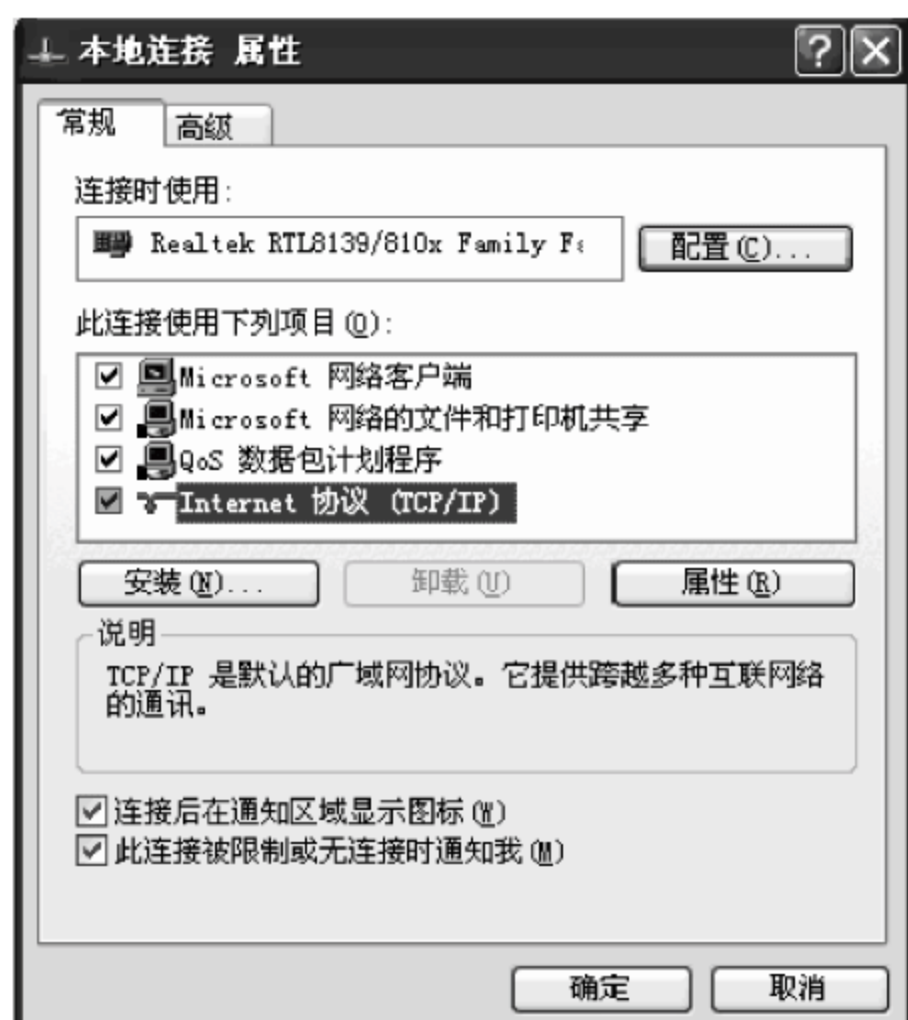 本地连接 属性
常规 高级
连接时使用:
Realtek RTL8139/810x Family Fa
配置(C)...
此连接使用下列项目(O):
Microsoft 网络客户端
Microsoft 网络的文件和打印机共享
QoS 数据包计划程序
Internet 协议 (TCP/IP)
安装(N)... 卸载(U) 属性(R)
说明
TCP/IP 是默认的广域网协议。它提供跨越多种互联网络
的通讯。
连接后在通知区域显示图标(W)
此连接被限制或无连接时通知我(M)
确定 取消